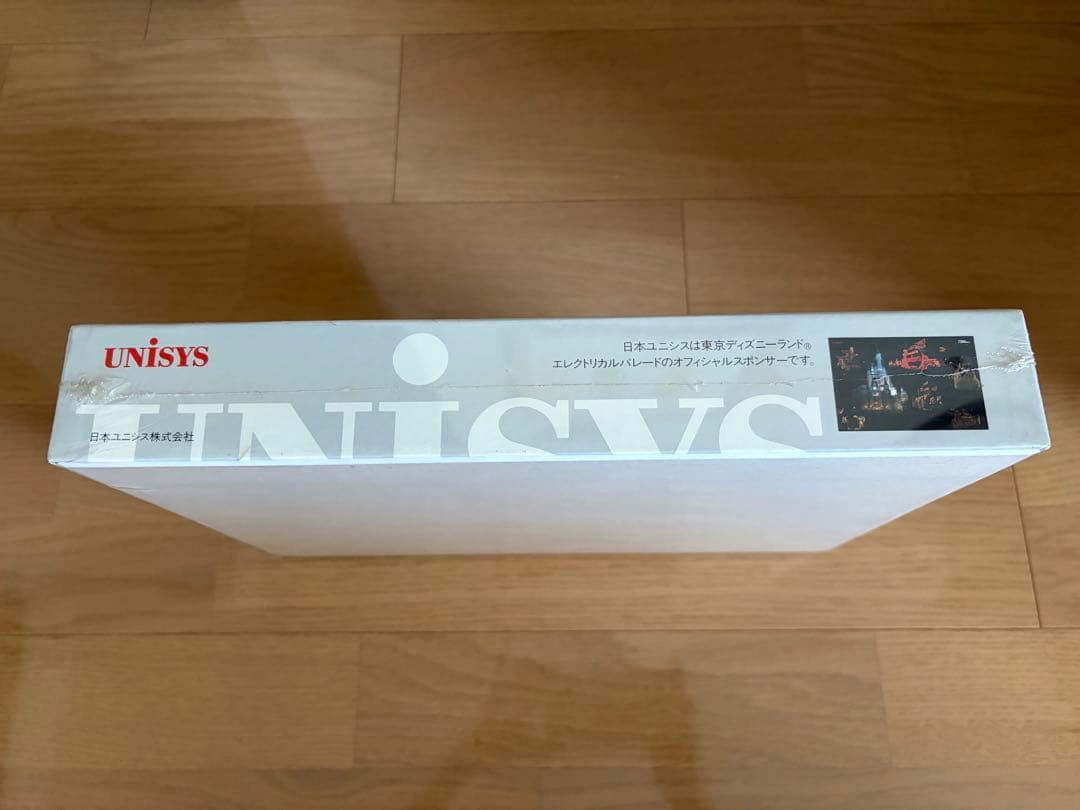 UNiSYS
日本ユニシスは東京ディズニーランド®
エレクトリカルパレードのオフィシャルスポンサーです。
UNiSYS
日本ユニシス株式会社